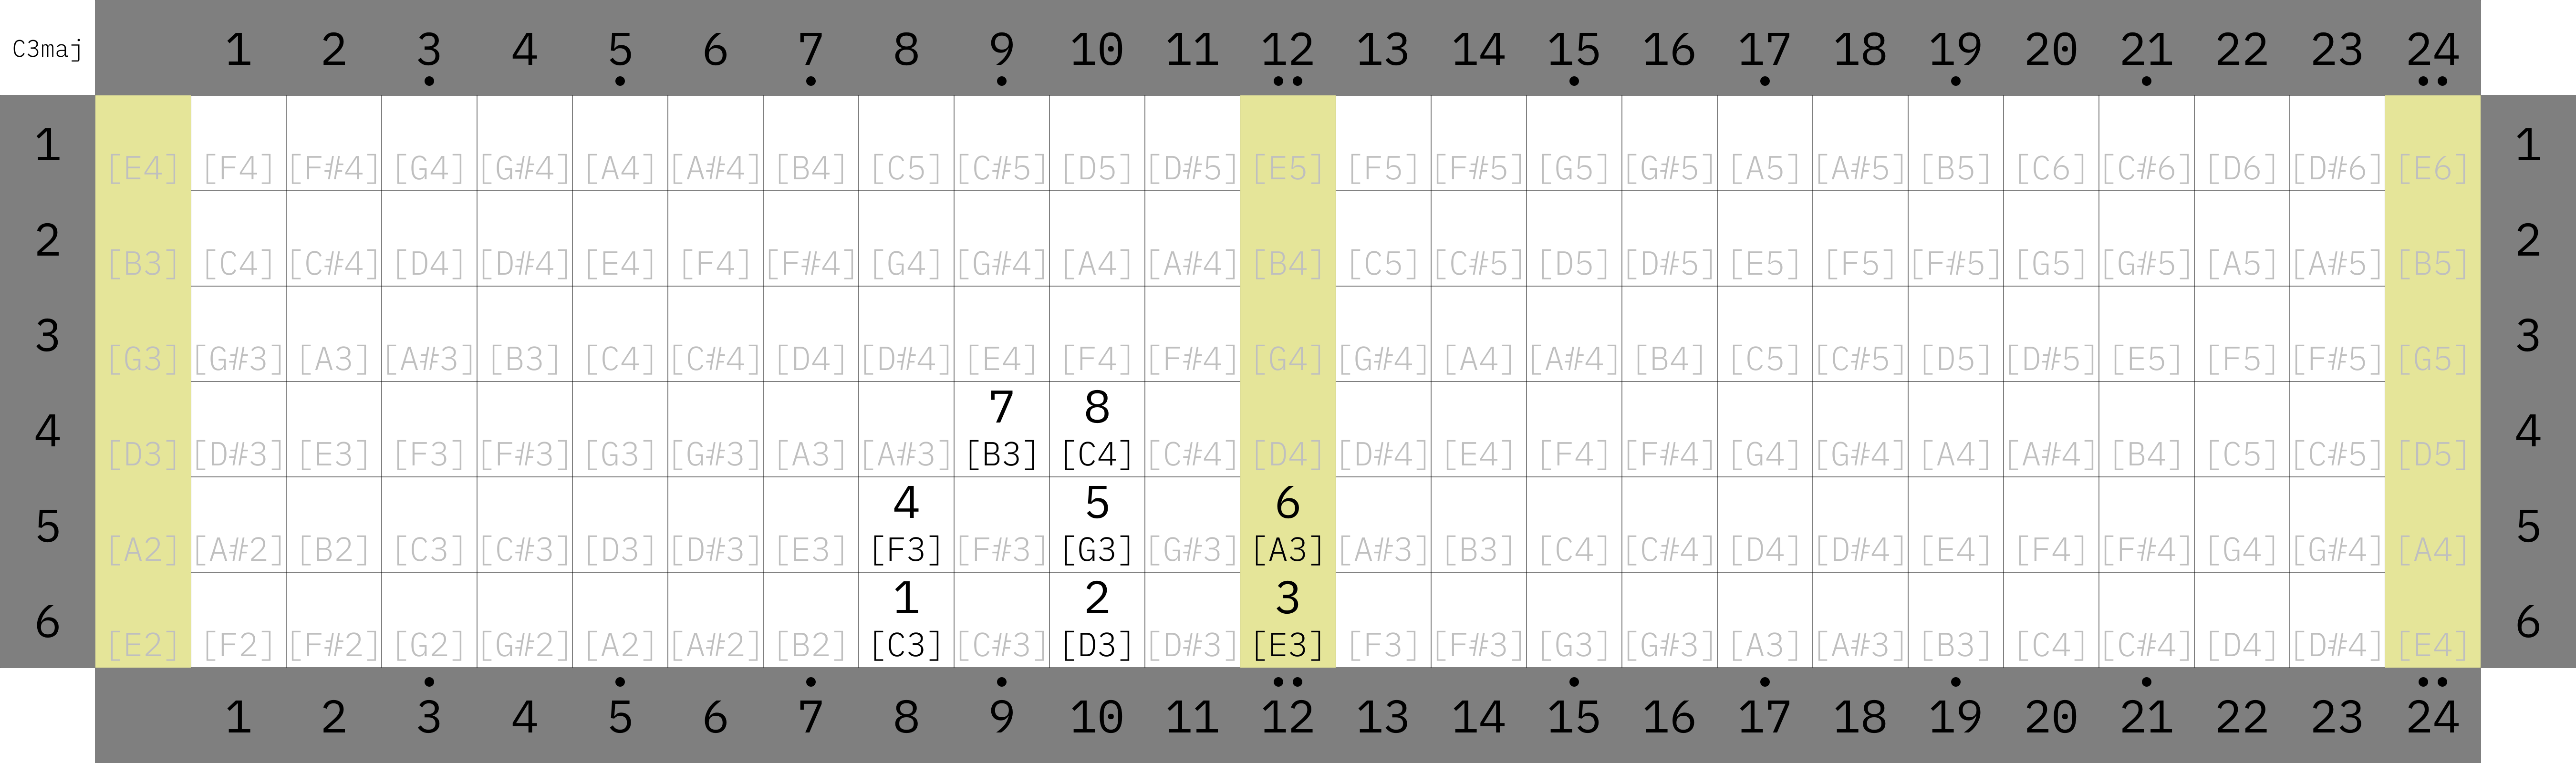 C3maj 1 2 3 4 5 6 7 8 9 10 11 12 13 14 15 16 17 18 19 20 21 22 23 24
1 [E4] [F4] [F#4] [G4] [G#4] [A4] [A#4] [B4] [C5] [C#5] [D5] [D#5] [E5] [F5] [F#5] [G5] [G#5] [A5] [A#5] [B5] [C6] [C#6] [D6] [D#6] [E6] 1
2 [B3] [C4] [C#4] [D4] [D#4] [E4] [F4] [F#4] [G4] [G#4] [A4] [A#4] [B4] [C5] [C#5] [D5] [D#5] [E5] [F5] [F#5] [G5] [G#5] [A5] [A#5] [B5] 2
3 [G3] [G#3] [A3] [A#3] [B3] [C4] [C#4] [D4] [D#4] [E4] [F4] [F#4] [G4] [G#4] [A4] [A#4] [B4] [C5] [C#5] [D5] [D#5] [E5] [F5] [F#5] [G5] 3
7 8
4 [D3] [D#3] [E3] [F3] [F#3] [G3] [G#3] [A3] [A#3] [B3] [C4] [C#4] [D4] [D#4] [E4] [F4] [F#4] [G4] [G#4] [A4] [A#4] [B4] [C5] [C#5] [D5] 4
4 5 6
5 [A2] [A#2] [B2] [C3] [C#3] [D3] [D#3] [E3] [F3] [F#3] [G3] [G#3] [A3] [A#3] [B3] [C4] [C#4] [D4] [D#4] [E4] [F4] [F#4] [G4] [G#4] [A4] 5
1 2 3
6 [E2] [F2] [F#2] [G2] [G#2] [A2] [A#2] [B2] [C3] [C#3] [D3] [D#3] [E3] [F3] [F#3] [G3] [G#3] [A3] [A#3] [B3] [C4] [C#4] [D4] [D#4] [E4] 6
1 2 3 4 5 6 7 8 9 10 11 12 13 14 15 16 17 18 19 20 21 22 23 24